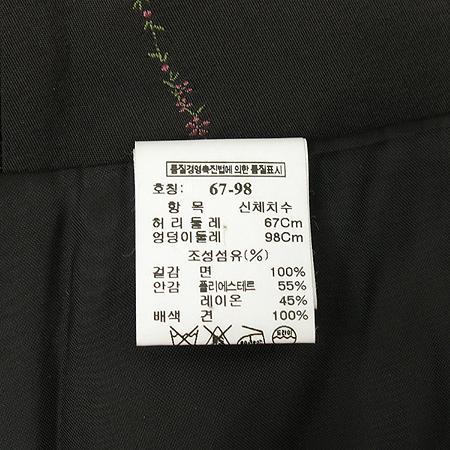 품질경영촉진법에 의한 품질표시
호칭: 67-98
항 목 신체치수
허리둘레 67Cm
엉덩이둘레 98Cm
조성섬유(%)
겉감 면 100%
안감 폴리에스테르 55%
레이온 45%
배색 견 100%
드라이